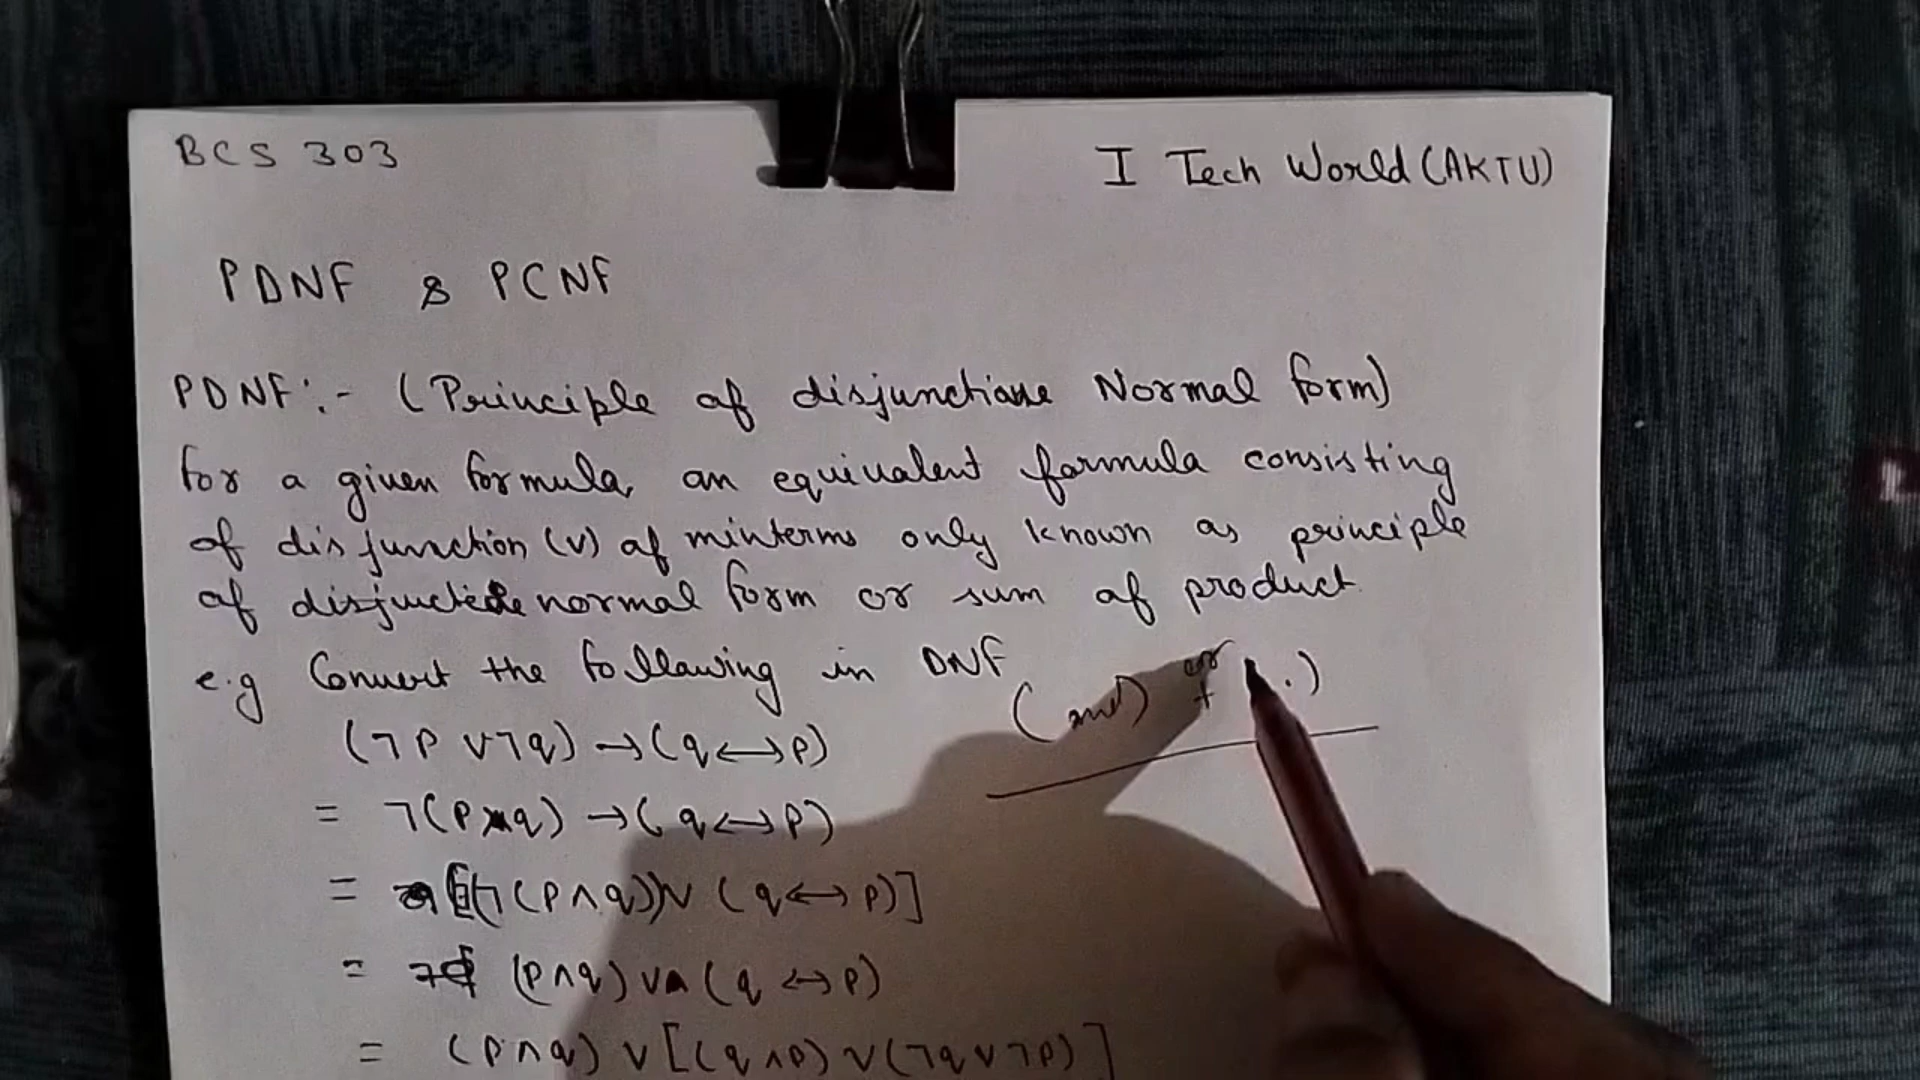 BCS 303
I Tech World (AKTU)
PDNF & PCNF
PDNF:- (Principle of disjunctive Normal form)
for a given formula, an equivalent formula consisting
of disjunction (v) of minterms only known as principle
of normal form or sum of product.
e.g Convert the following in DNF
(and) or + .)
(¬P ∨ ¬q) → (q ↔ P)
= ¬(P ∧ q) → (q ↔ P)
= [(¬(P ∧ q)) ∨ (q ↔ P)]
= (P ∧ q) ∨ (q ↔ P)
= (P ∧ q) ∨ [(q ∧ P) ∨ (¬q ∨ ¬P)]